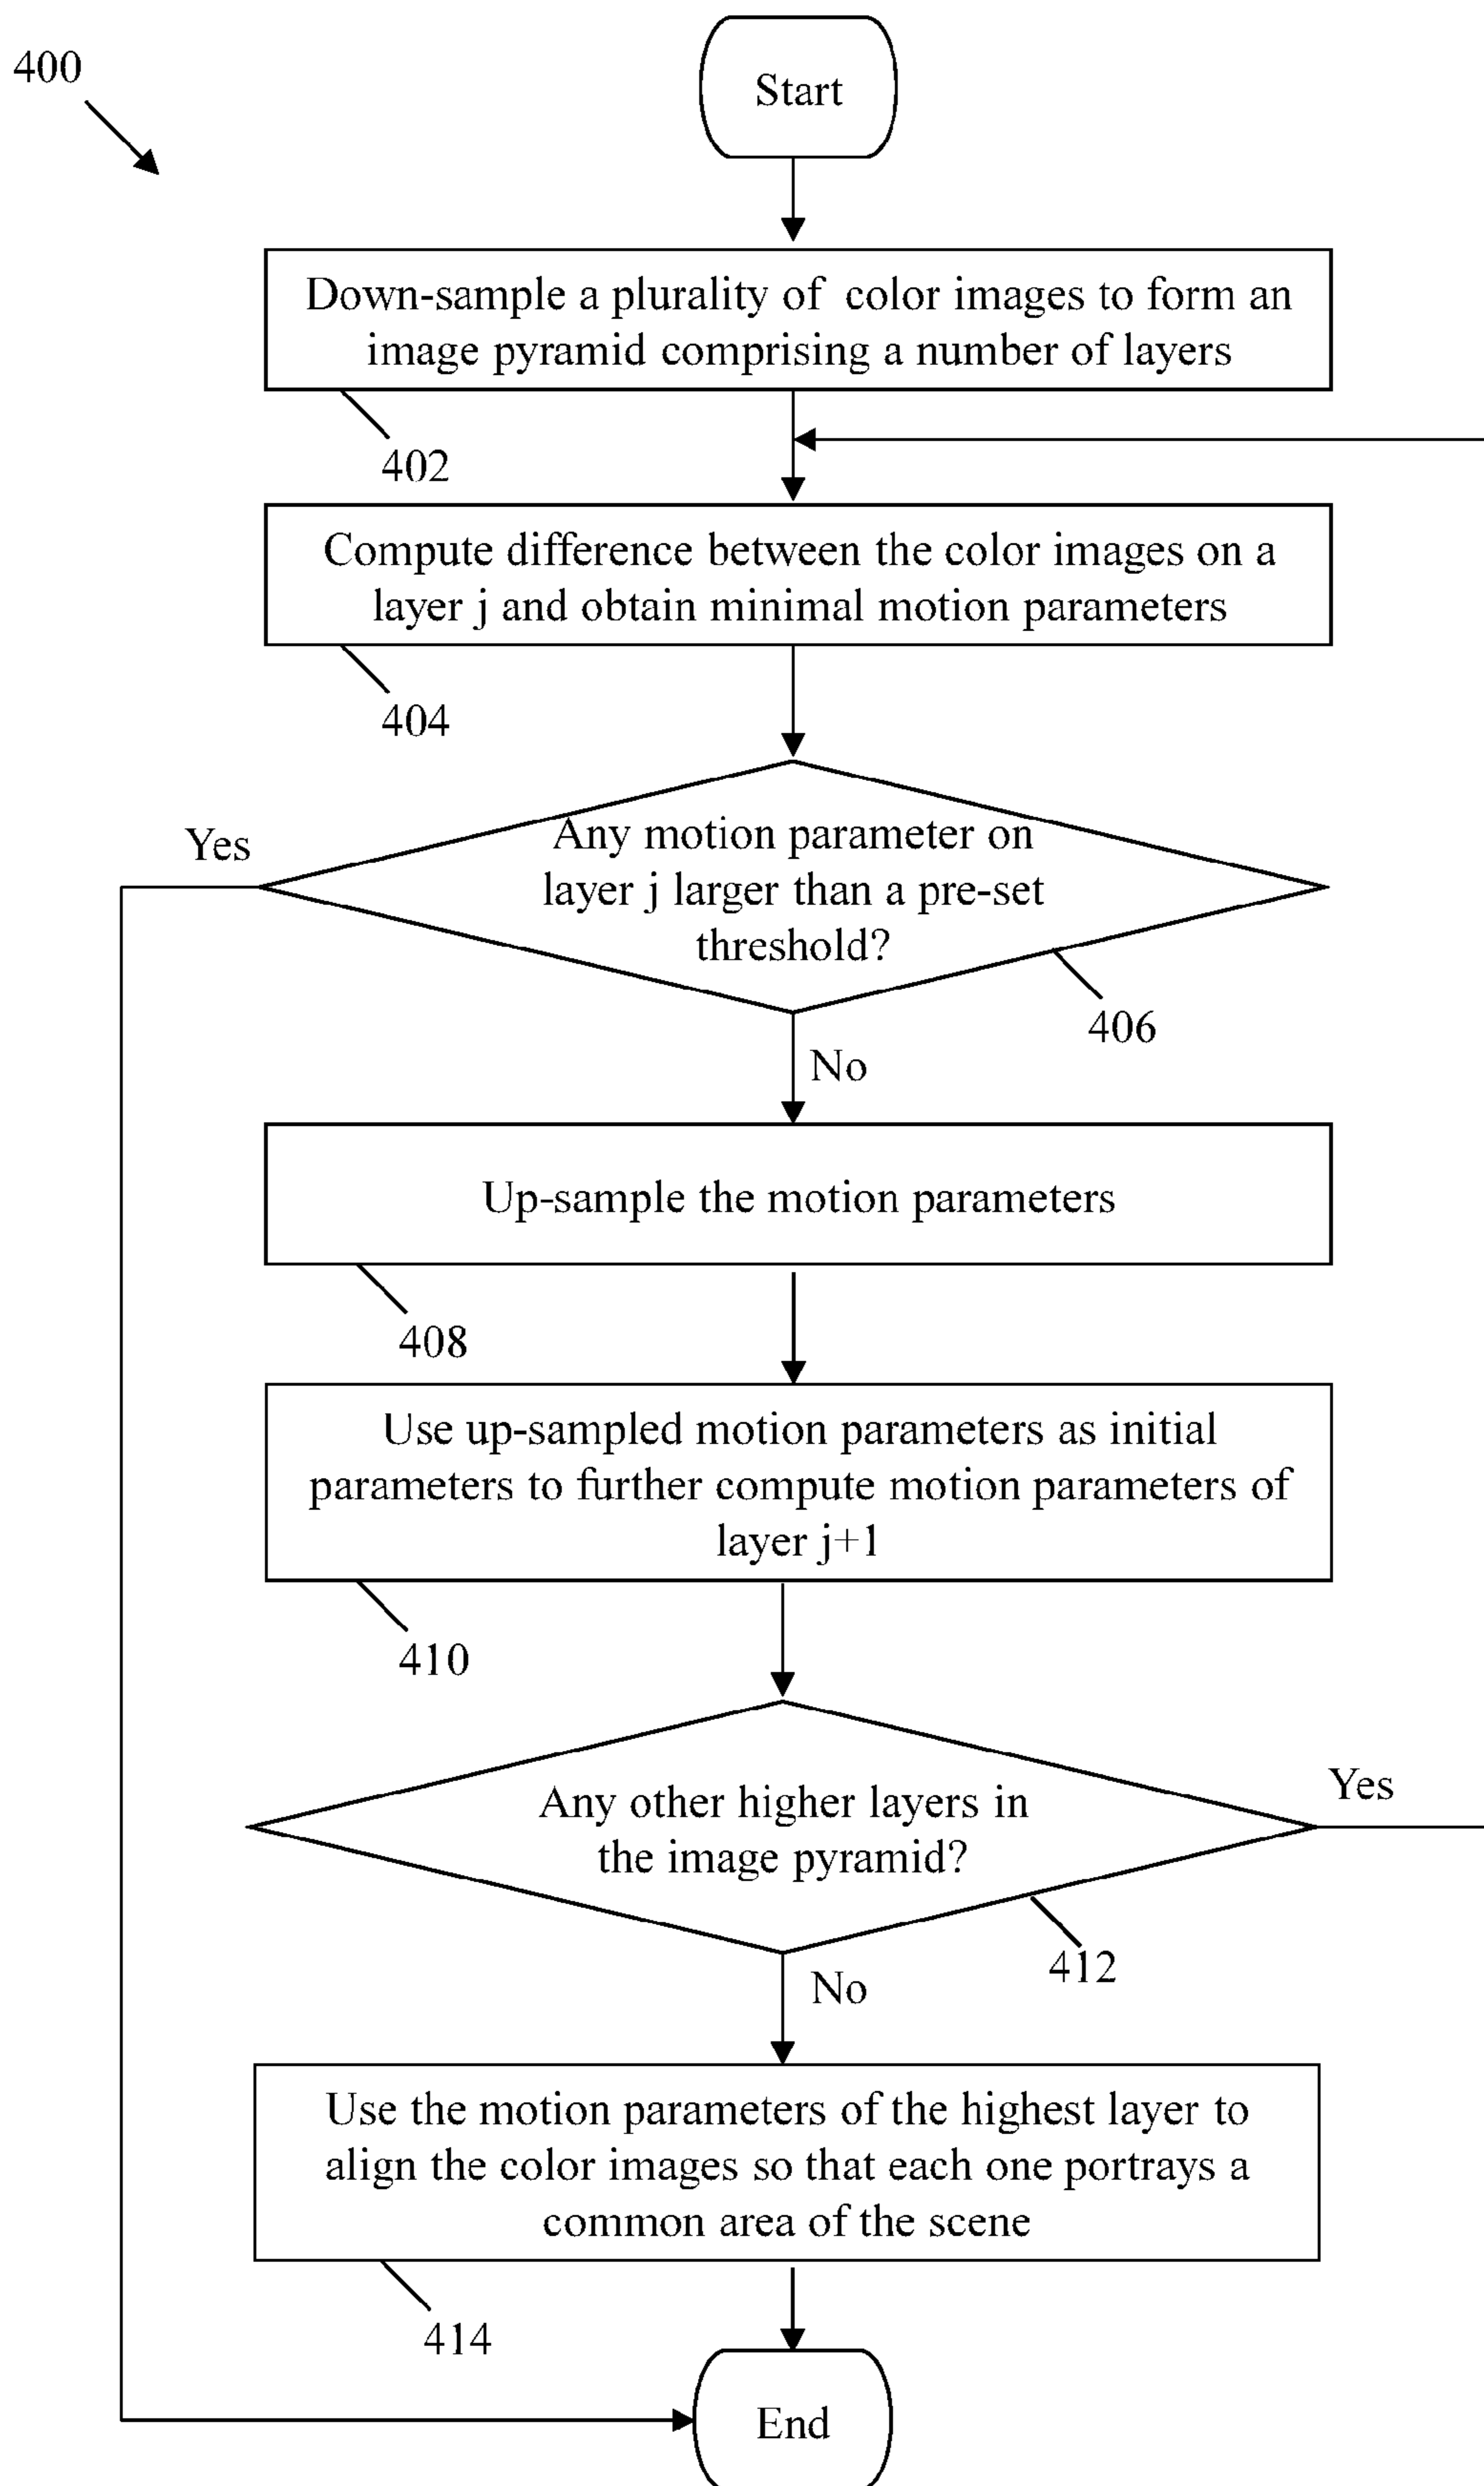 400
Start
Down-sample a plurality of color images to form an
image pyramid comprising a number of layers
402
Compute difference between the color images on a
layer j and obtain minimal motion parameters
404
Yes
Any motion parameter on
layer j larger than a pre-set
threshold?
406
No
Up-sample the motion parameters
408
Use up-sampled motion parameters as initial
parameters to further compute motion parameters of
layer j+1
410
Yes
Any other higher layers in
the image pyramid?
412
No
Use the motion parameters of the highest layer to
align the color images so that each one portrays a
common area of the scene
414
End